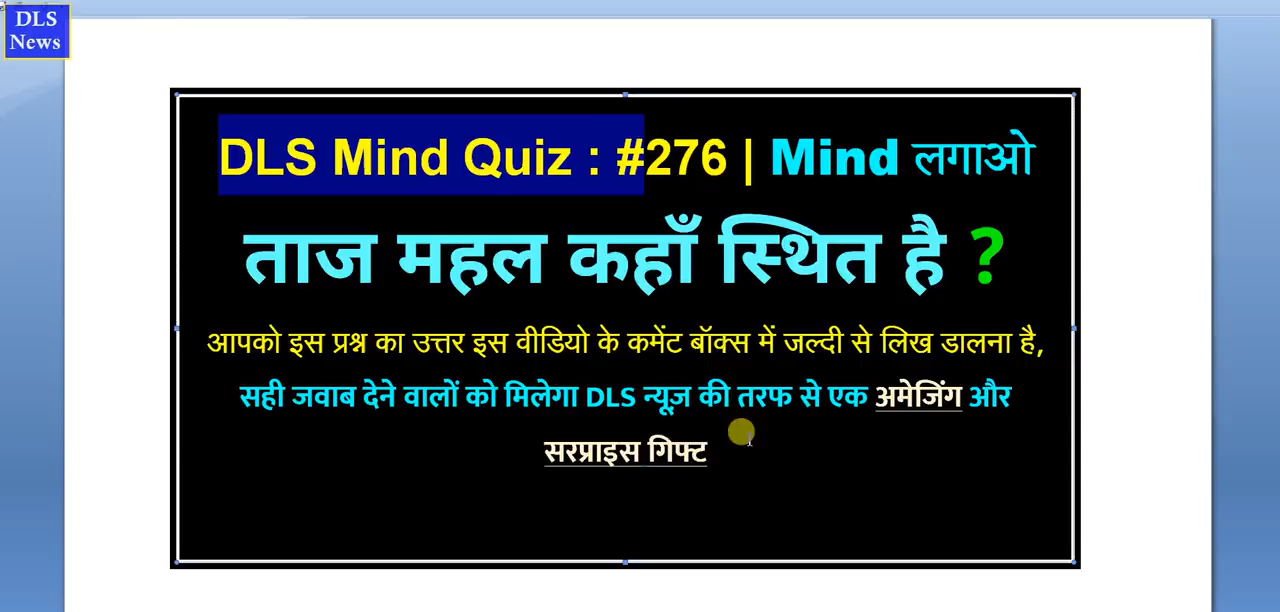 DLS
News
DLS Mind Quiz : #276 | Mind लगाओ
ताज महल कहाँ स्थित है ?
आपको इस प्रश्न का उत्तर इस वीडियो के कमेंट बॉक्स में जल्दी से लिख डालना है,
सही जवाब देने वालों को मिलेगा DLS न्यूज़ की तरफ से एक अमेजिंग और
सरप्राइस गिफ्ट